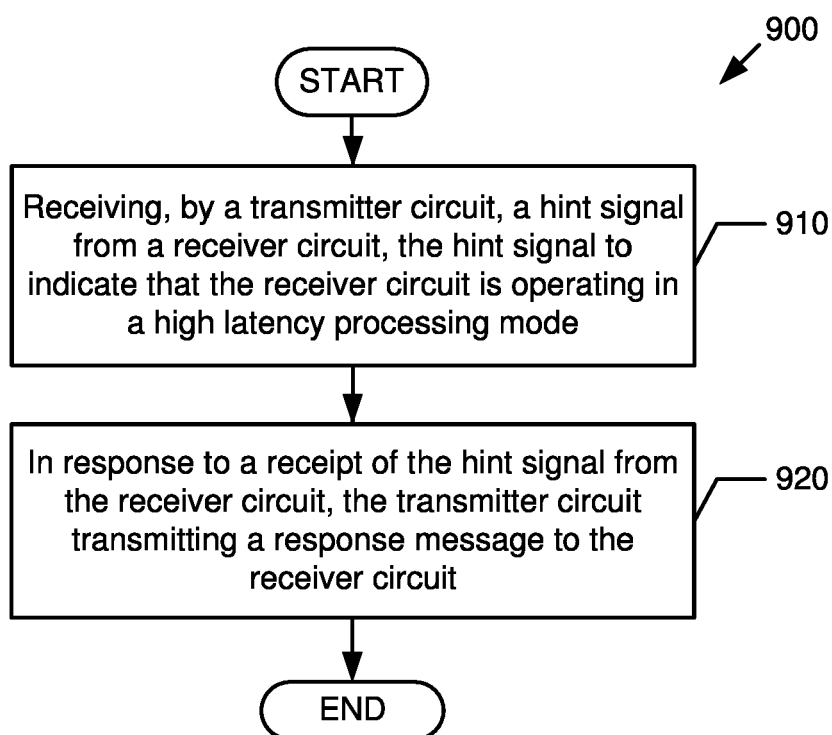 900
START
Receiving, by a transmitter circuit, a hint signal
from a receiver circuit, the hint signal to
indicate that the receiver circuit is operating in
a high latency processing mode
910
In response to a receipt of the hint signal from
the receiver circuit, the transmitter circuit
transmitting a response message to the
receiver circuit
920
END